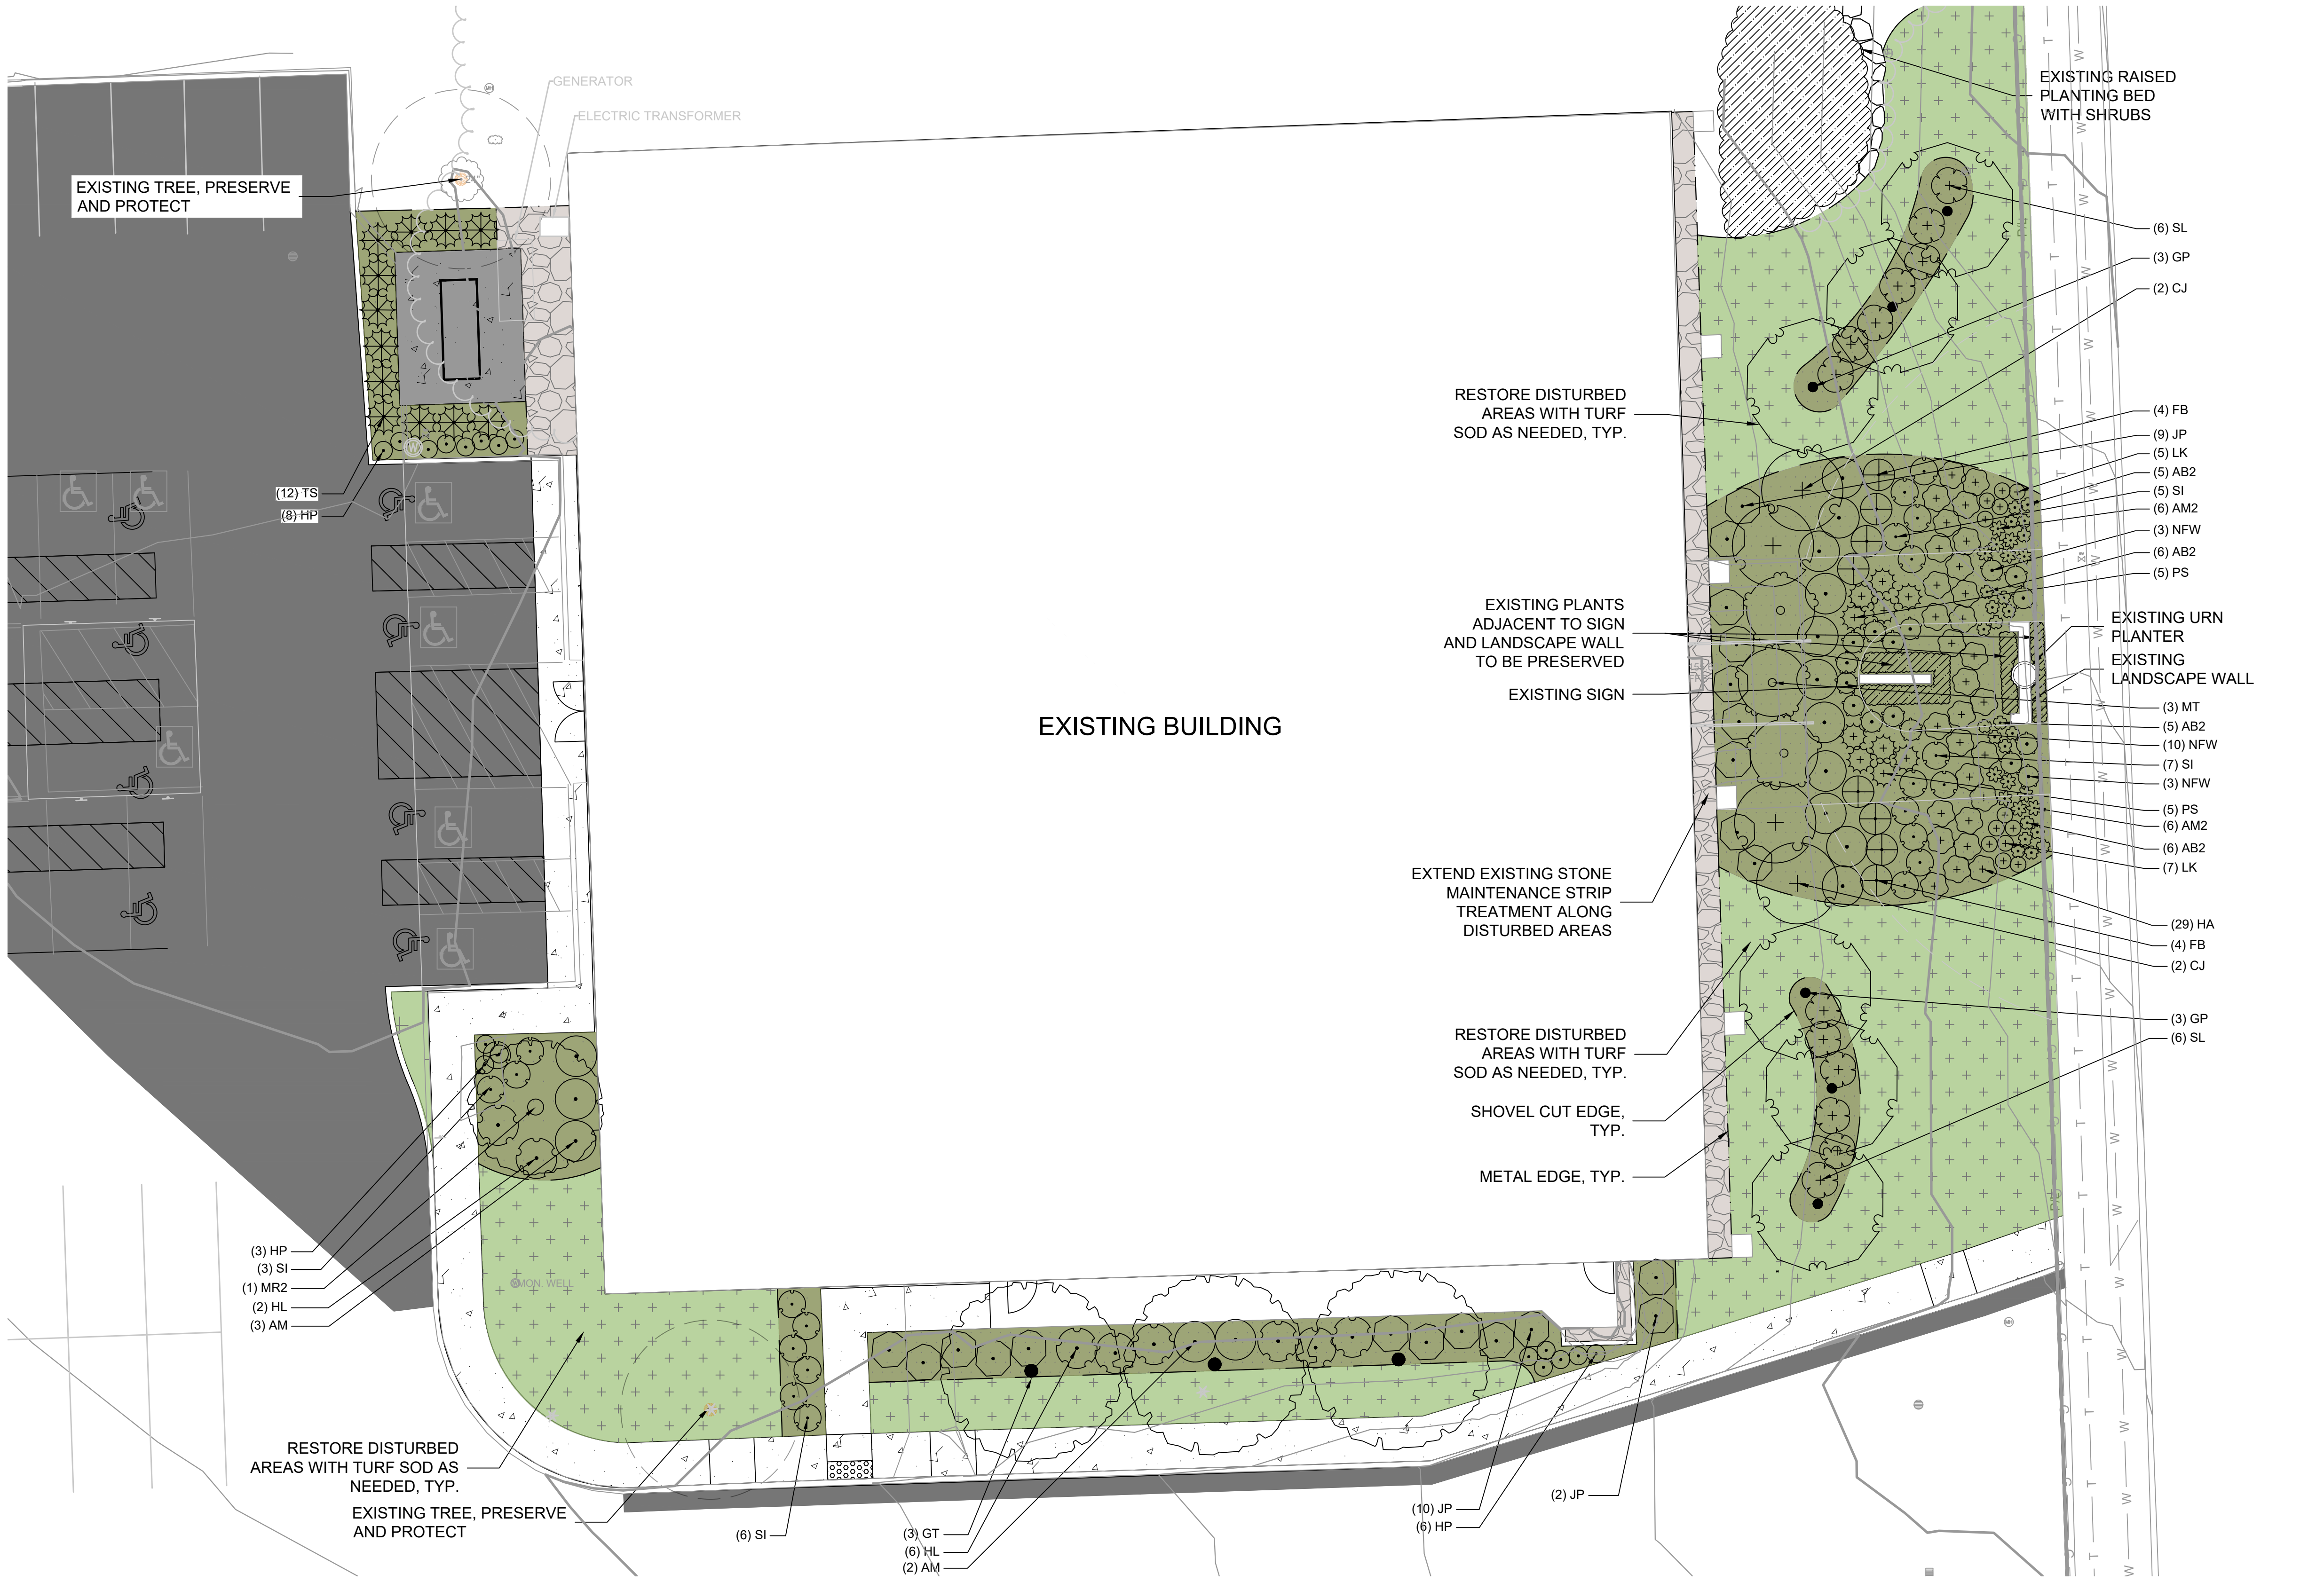 GENERATOR
ELECTRIC TRANSFORMER
EXISTING RAISED
PLANTING BED
WITH SHRUBS
EXISTING TREE, PRESERVE
AND PROTECT
24"
(6) SL
(3) GP
(2) CJ
RESTORE DISTURBED
AREAS WITH TURF
SOD AS NEEDED, TYP.
(4) FB
(9) JP
(5) LK
(5) AB2
(5) SI
(6) AM2
(3) NFW
(6) AB2
(5) PS
(12) TS
(8) HP
EXISTING PLANTS
ADJACENT TO SIGN
AND LANDSCAPE WALL
TO BE PRESERVED
EXISTING SIGN
EXISTING URN
PLANTER
EXISTING
LANDSCAPE WALL
EXISTING BUILDING
(3) MT
(5) AB2
(10) NFW
(7) SI
(3) NFW
(5) PS
(6) AM2
(6) AB2
(7) LK
EXTEND EXISTING STONE
MAINTENANCE STRIP
TREATMENT ALONG
DISTURBED AREAS
(29) HA
(4) FB
(2) CJ
RESTORE DISTURBED
AREAS WITH TURF
SOD AS NEEDED, TYP.
(3) GP
(6) SL
SHOVEL CUT EDGE,
TYP.
METAL EDGE, TYP.
(3) HP
(3) SI
(1) MR2
(2) HL
(3) AM
MON. WELL
RESTORE DISTURBED
AREAS WITH TURF SOD AS
NEEDED, TYP.
EXISTING TREE, PRESERVE
AND PROTECT
(6) SI
(3) GT
(6) HL
(2) AM
(10) JP
(6) HP
(2) JP